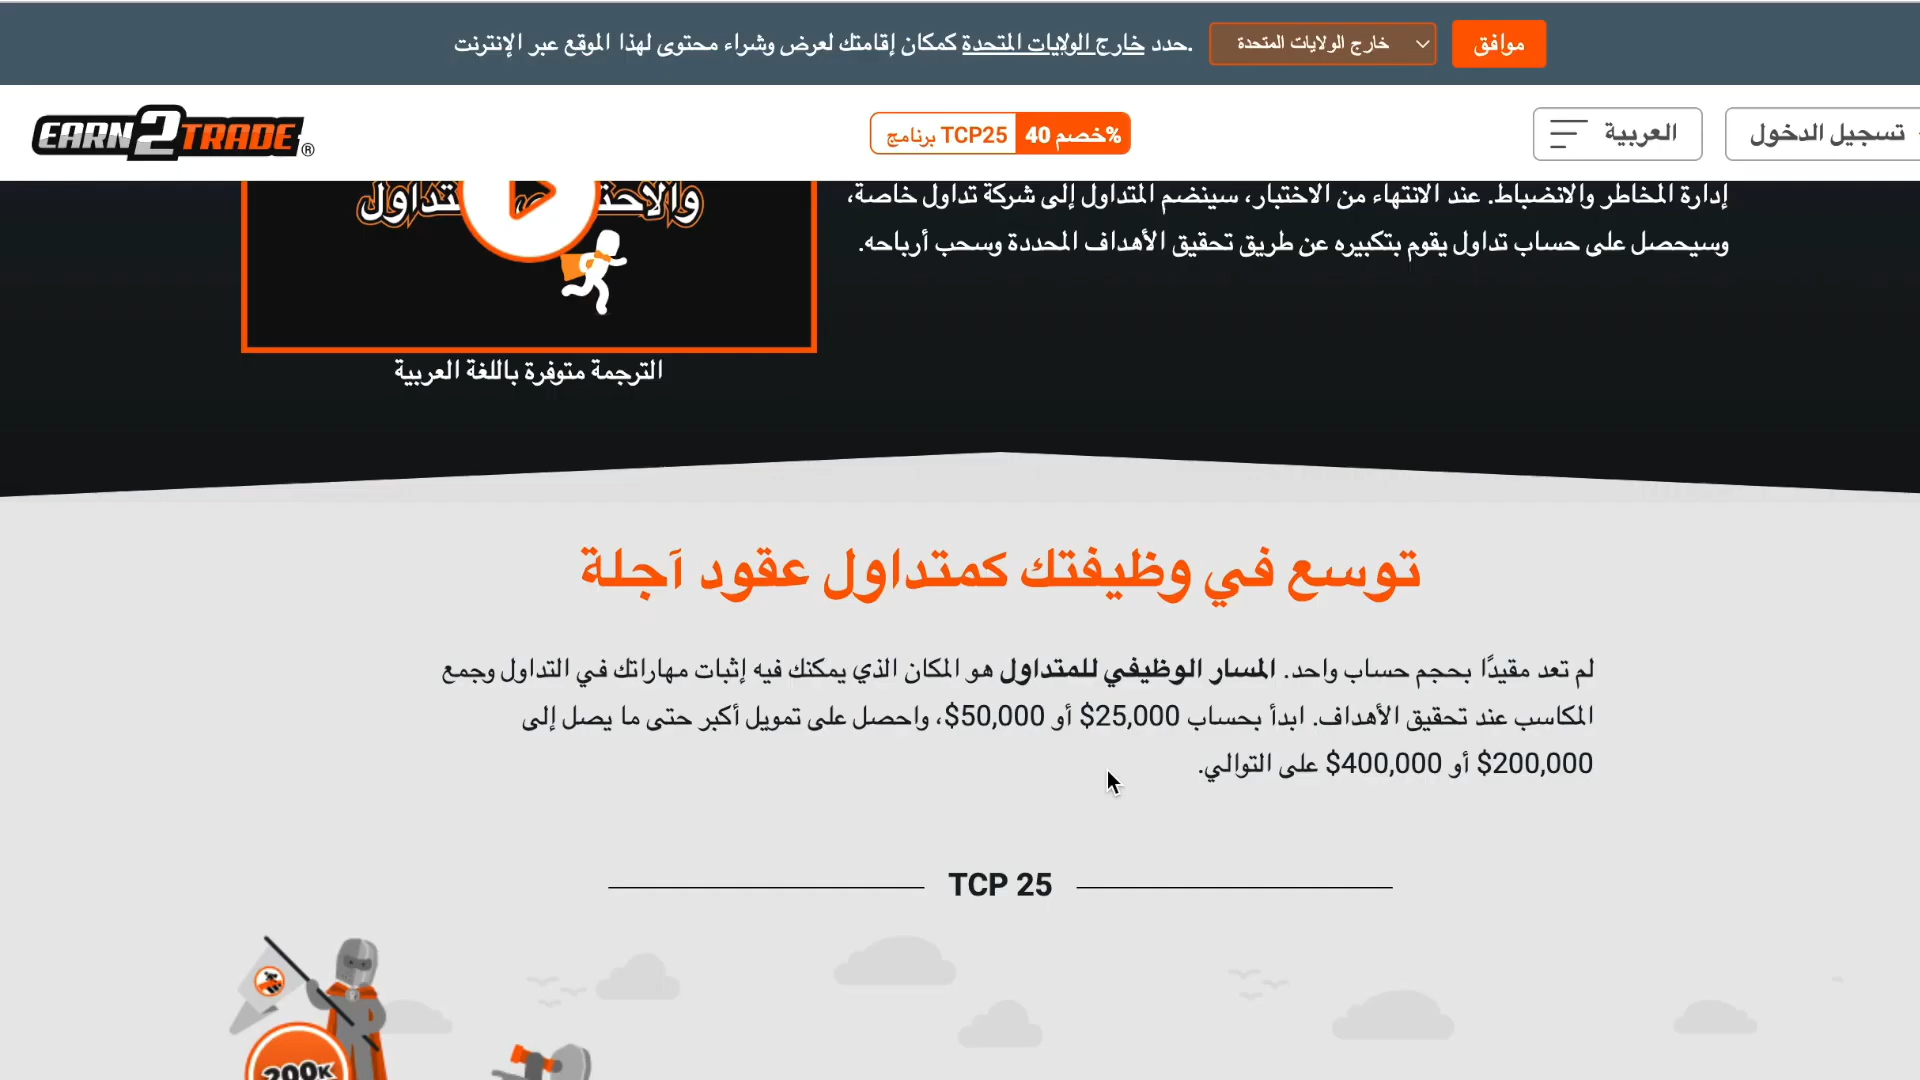 حدد خارج الولايات المتحدة كمكان إقامتك لعرض وشراء محتوى لهذا الموقع عبر الإنترنت.
خارج الولايات المتحدة
موافق
EARN2TRADE®
برنامج TCP25
خصم 40%
العربية
تسجيل الدخول
إدارة المخاطر والانضباط. عند الانتهاء من الاختبار، سينضم المتداول إلى شركة تداول خاصة،
وسيحصل على حساب تداول يقوم بتكبيره عن طريق تحقيق الأهداف المحددة وسحب أرباحه.
الترجمة متوفرة باللغة العربية
توسع في وظيفتك كمتداول عقود آجلة
لم تعد مقيدًا بحجم حساب واحد. المسار الوظيفي للمتداول هو المكان الذي يمكنك فيه إثبات مهاراتك في التداول وجمع
المكاسب عند تحقيق الأهداف. ابدأ بحساب 25,000$ أو 50,000$، واحصل على تمويل أكبر حتى ما يصل إلى
200,000$ أو 400,000$ على التوالي.
TCP 25
200K